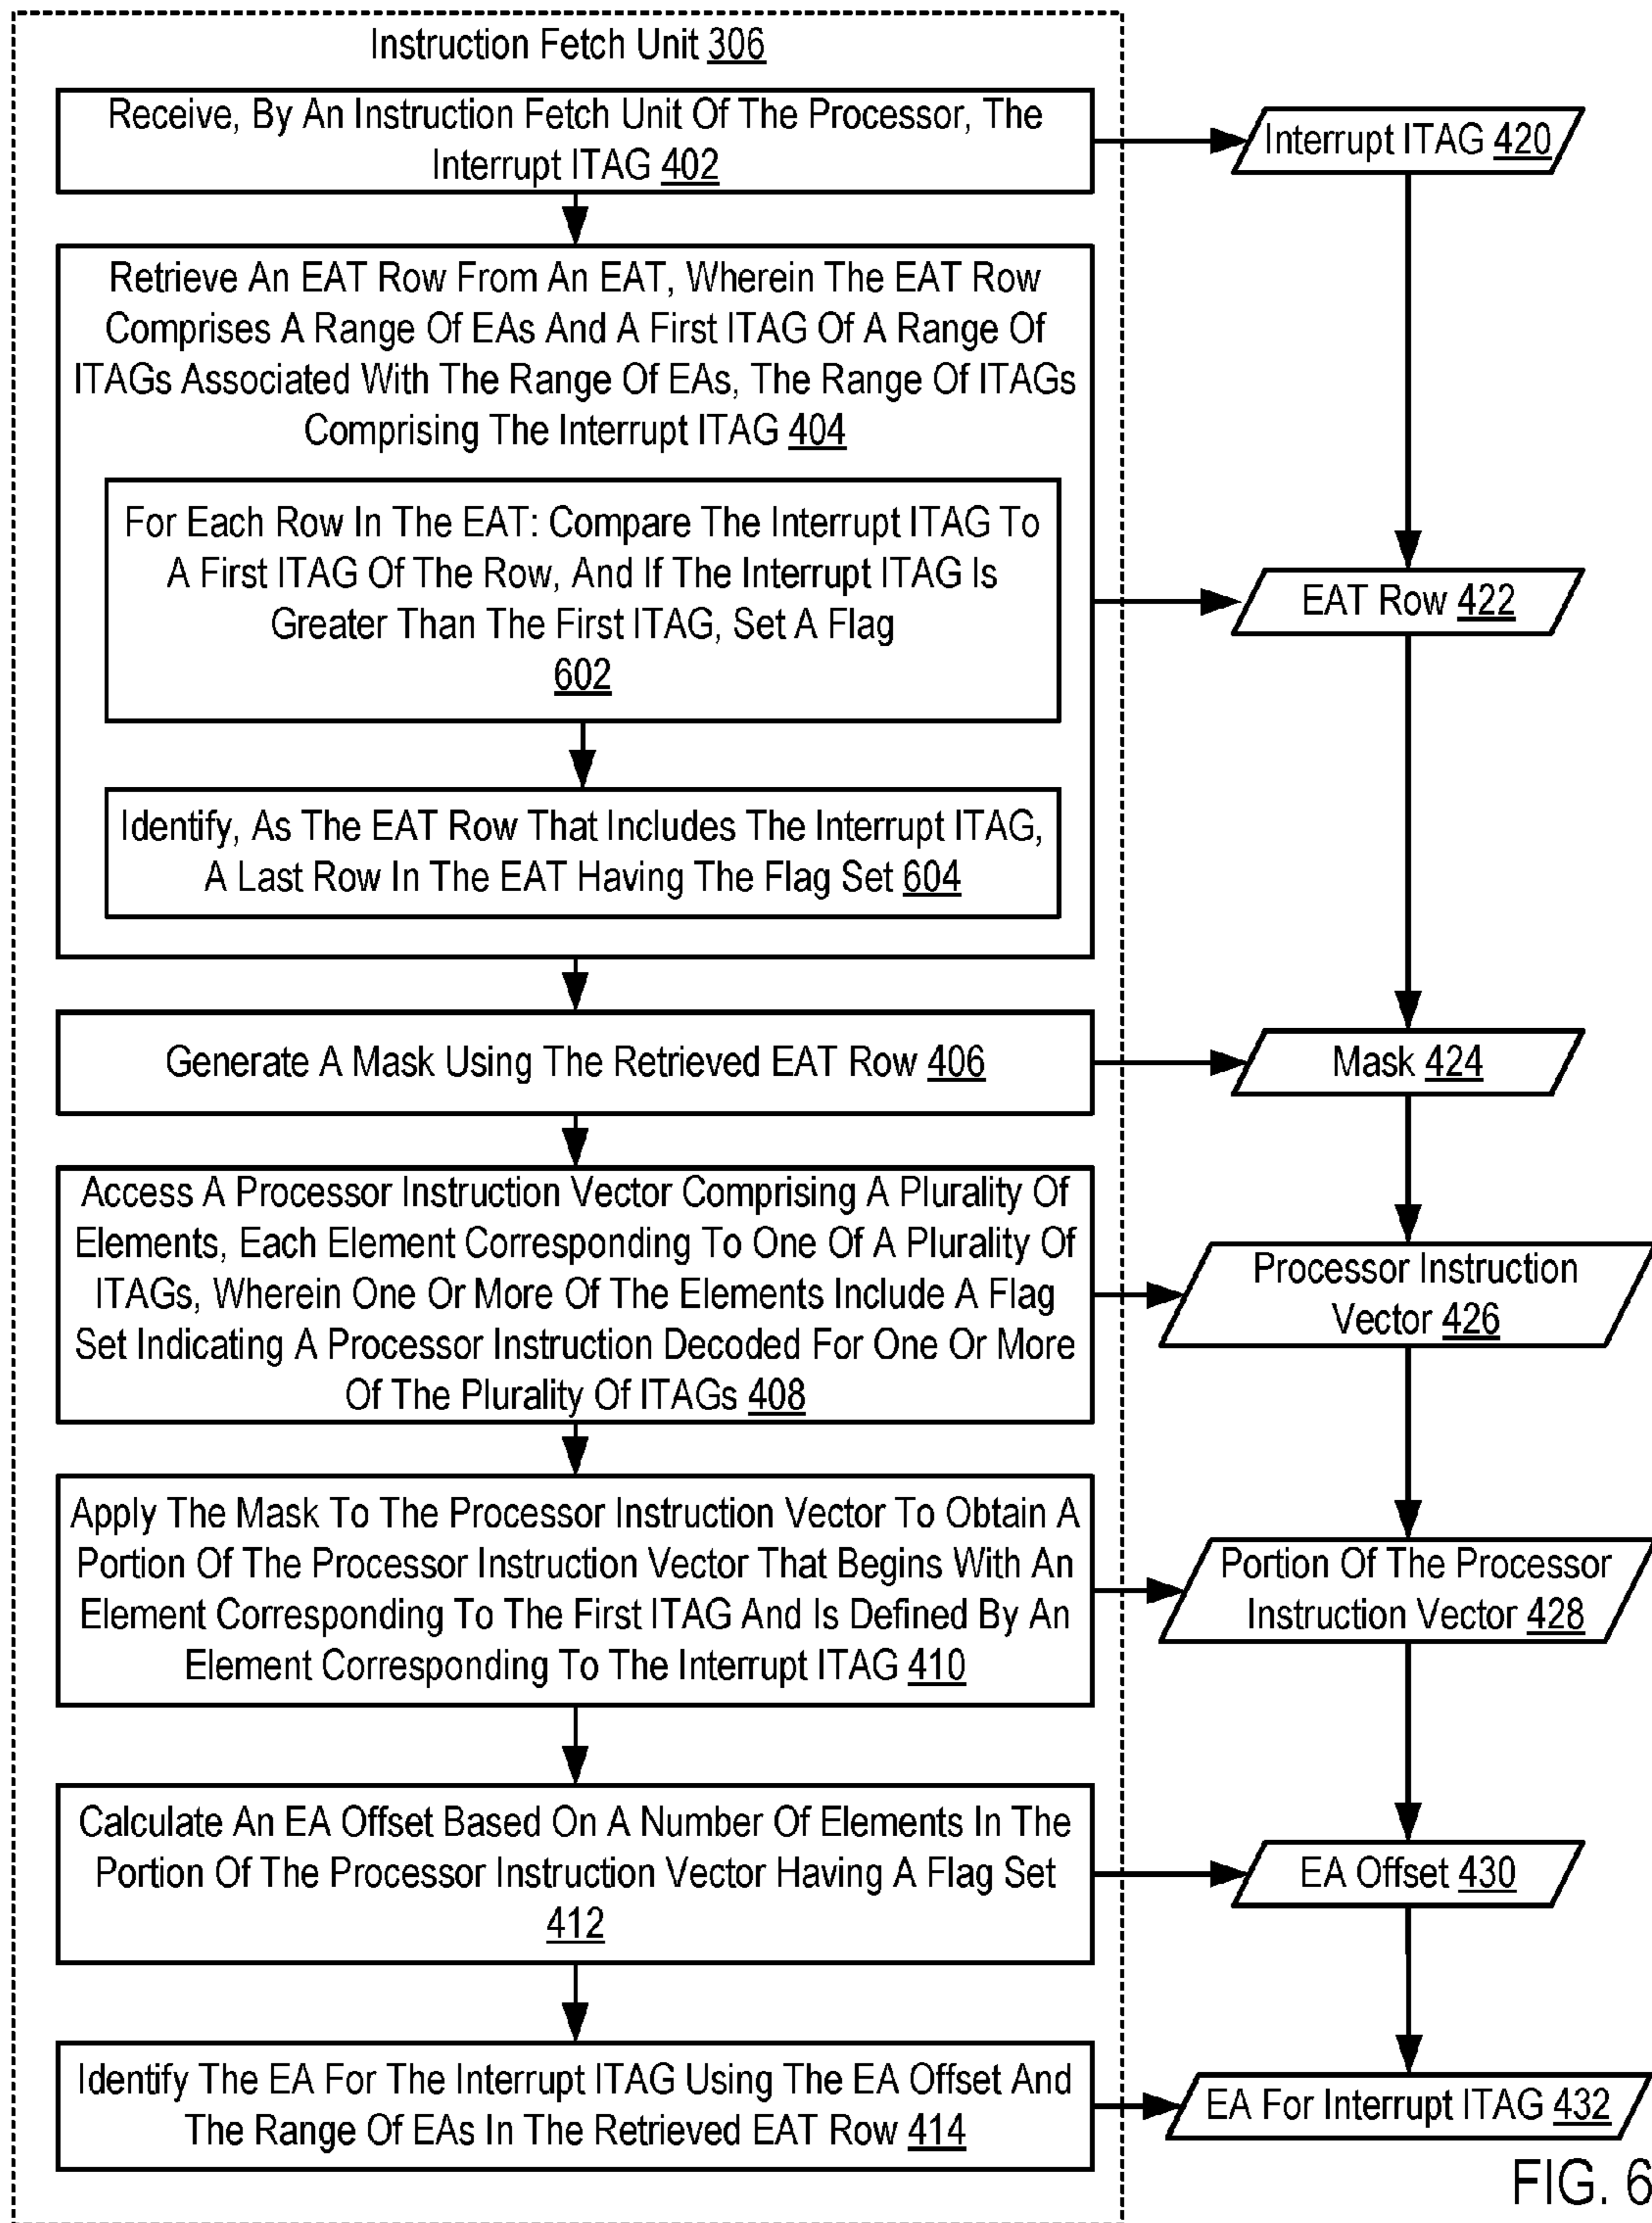 Instruction Fetch Unit 306
Receive, By An Instruction Fetch Unit Of The Processor, The
Interrupt ITAG 402
Interrupt ITAG 420
Retrieve An EAT Row From An EAT, Wherein The EAT Row
Comprises A Range Of EAs And A First ITAG Of A Range Of
ITAGs Associated With The Range Of EAs, The Range Of ITAGs
Comprising The Interrupt ITAG 404
For Each Row In The EAT: Compare The Interrupt ITAG To
A First ITAG Of The Row, And If The Interrupt ITAG Is
Greater Than The First ITAG, Set A Flag
602
EAT Row 422
Identify, As The EAT Row That Includes The Interrupt ITAG,
A Last Row In The EAT Having The Flag Set 604
Generate A Mask Using The Retrieved EAT Row 406
Mask 424
Access A Processor Instruction Vector Comprising A Plurality Of
Elements, Each Element Corresponding To One Of A Plurality Of
ITAGs, Wherein One Or More Of The Elements Include A Flag
Set Indicating A Processor Instruction Decoded For One Or More
Of The Plurality Of ITAGs 408
Processor Instruction
Vector 426
Apply The Mask To The Processor Instruction Vector To Obtain A
Portion Of The Processor Instruction Vector That Begins With An
Element Corresponding To The First ITAG And Is Defined By An
Element Corresponding To The Interrupt ITAG 410
Portion Of The Processor
Instruction Vector 428
Calculate An EA Offset Based On A Number Of Elements In The
Portion Of The Processor Instruction Vector Having A Flag Set
412
EA Offset 430
Identify The EA For The Interrupt ITAG Using The EA Offset And
The Range Of EAs In The Retrieved EAT Row 414
EA For Interrupt ITAG 432
FIG. 6